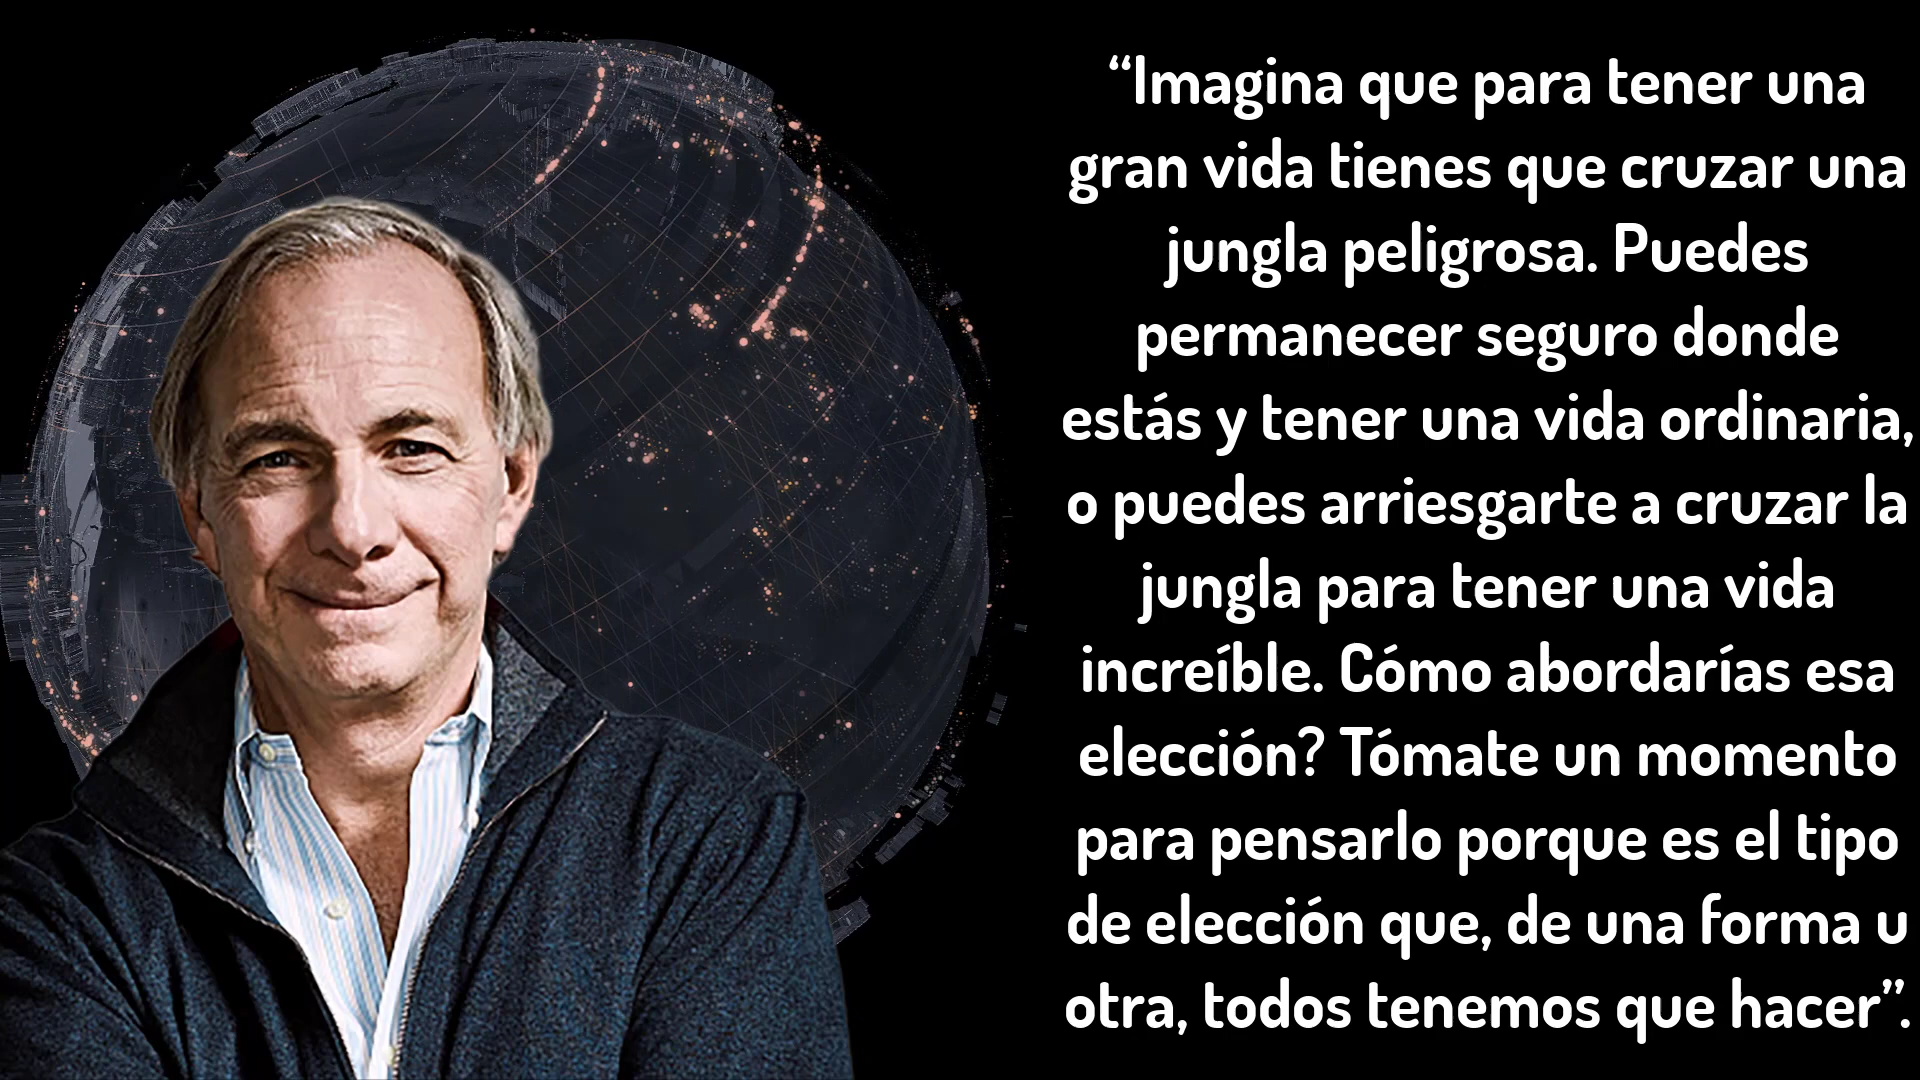 “Imagina que para tener una
gran vida tienes que cruzar una
jungla peligrosa. Puedes
permanecer seguro donde
estás y tener una vida ordinaria,
o puedes arriesgarte a cruzar la
jungla para tener una vida
increíble. Cómo abordarías esa
elección? Tómate un momento
para pensarlo porque es el tipo
de elección que, de una forma u
otra, todos tenemos que hacer”.